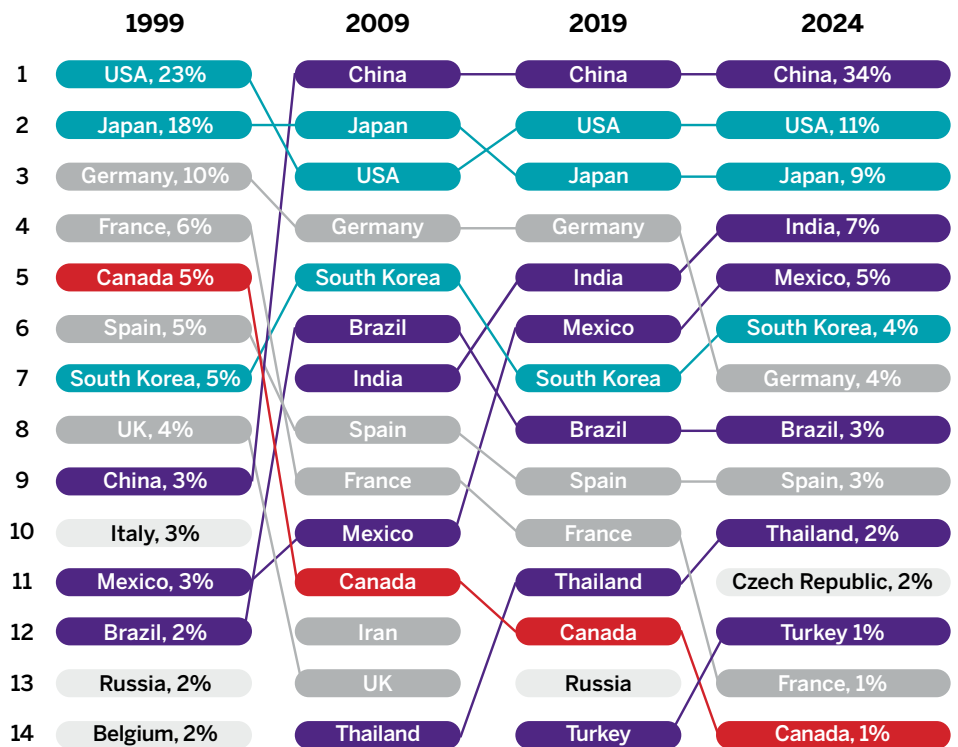 1999 2009 2019 2024
1 USA, 23% China China China, 34%
2 Japan, 18% Japan USA USA, 11%
3 Germany, 10% USA Japan Japan, 9%
4 France, 6% Germany Germany India, 7%
5 Canada 5% South Korea India Mexico, 5%
6 Spain, 5% Brazil Mexico South Korea, 4%
7 South Korea, 5% India South Korea Germany, 4%
8 UK, 4% Spain Brazil Brazil, 3%
9 China, 3% France Spain Spain, 3%
10 Italy, 3% Mexico France Thailand, 2%
11 Mexico, 3% Canada Thailand Czech Republic, 2%
12 Brazil, 2% Iran Canada Turkey 1%
13 Russia, 2% UK Russia France, 1%
14 Belgium, 2% Thailand Turkey Canada, 1%